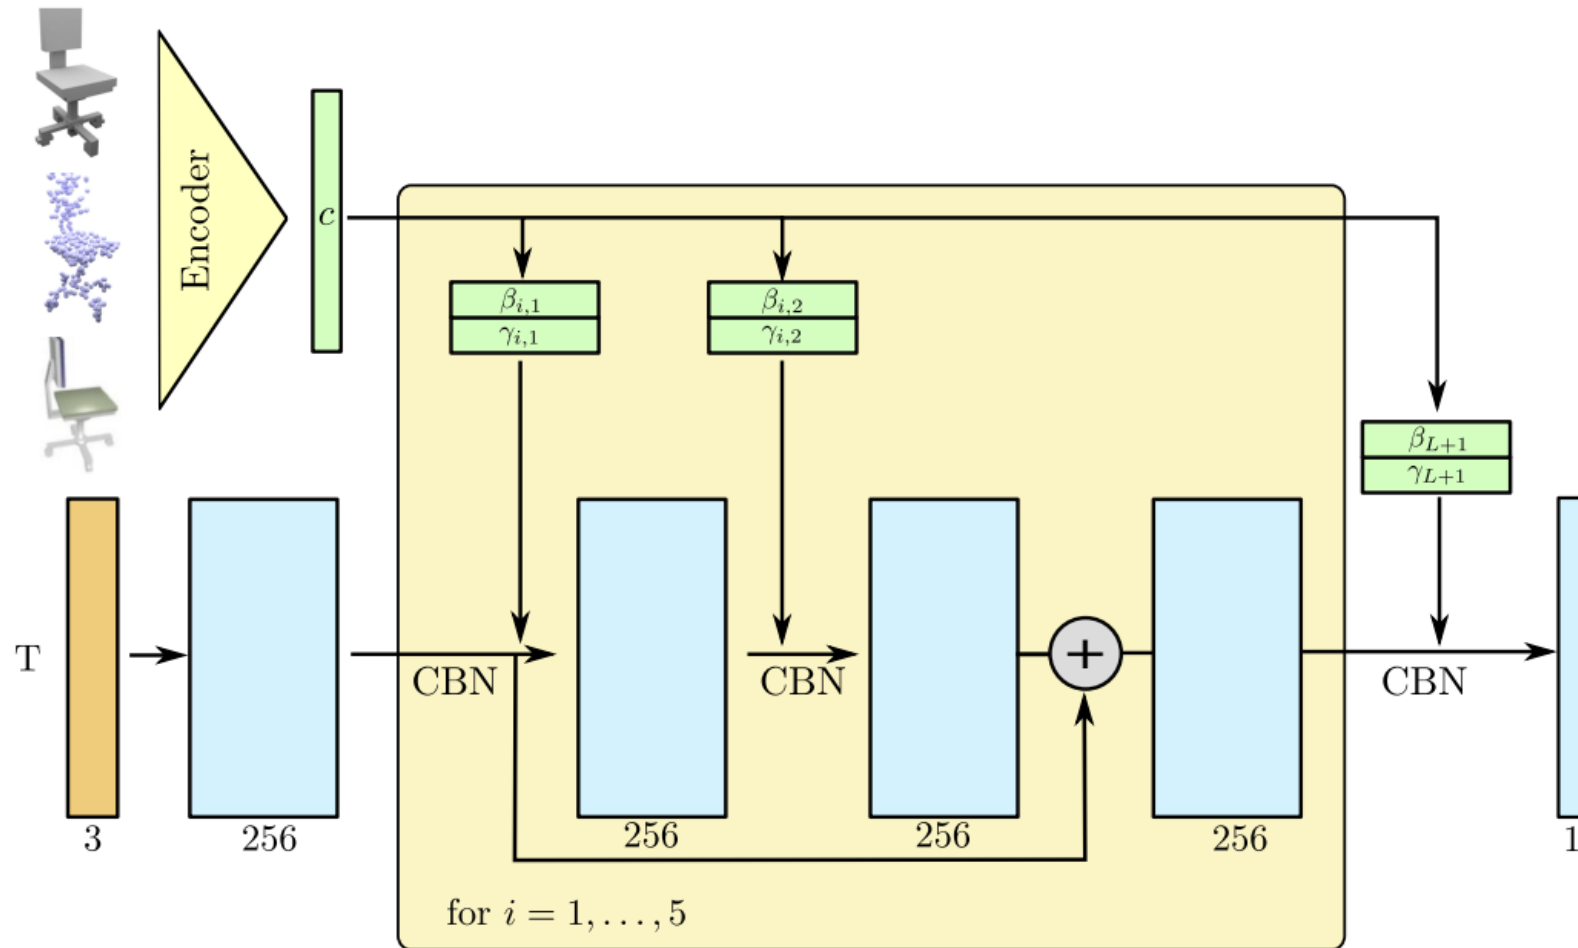 Encoder
c
β_{i,1}
γ_{i,1}
β_{i,2}
γ_{i,2}
β_{L+1}
γ_{L+1}
T
CBN
CBN
CBN
+
3
256
256
256
256
1
for i = 1, . . . , 5